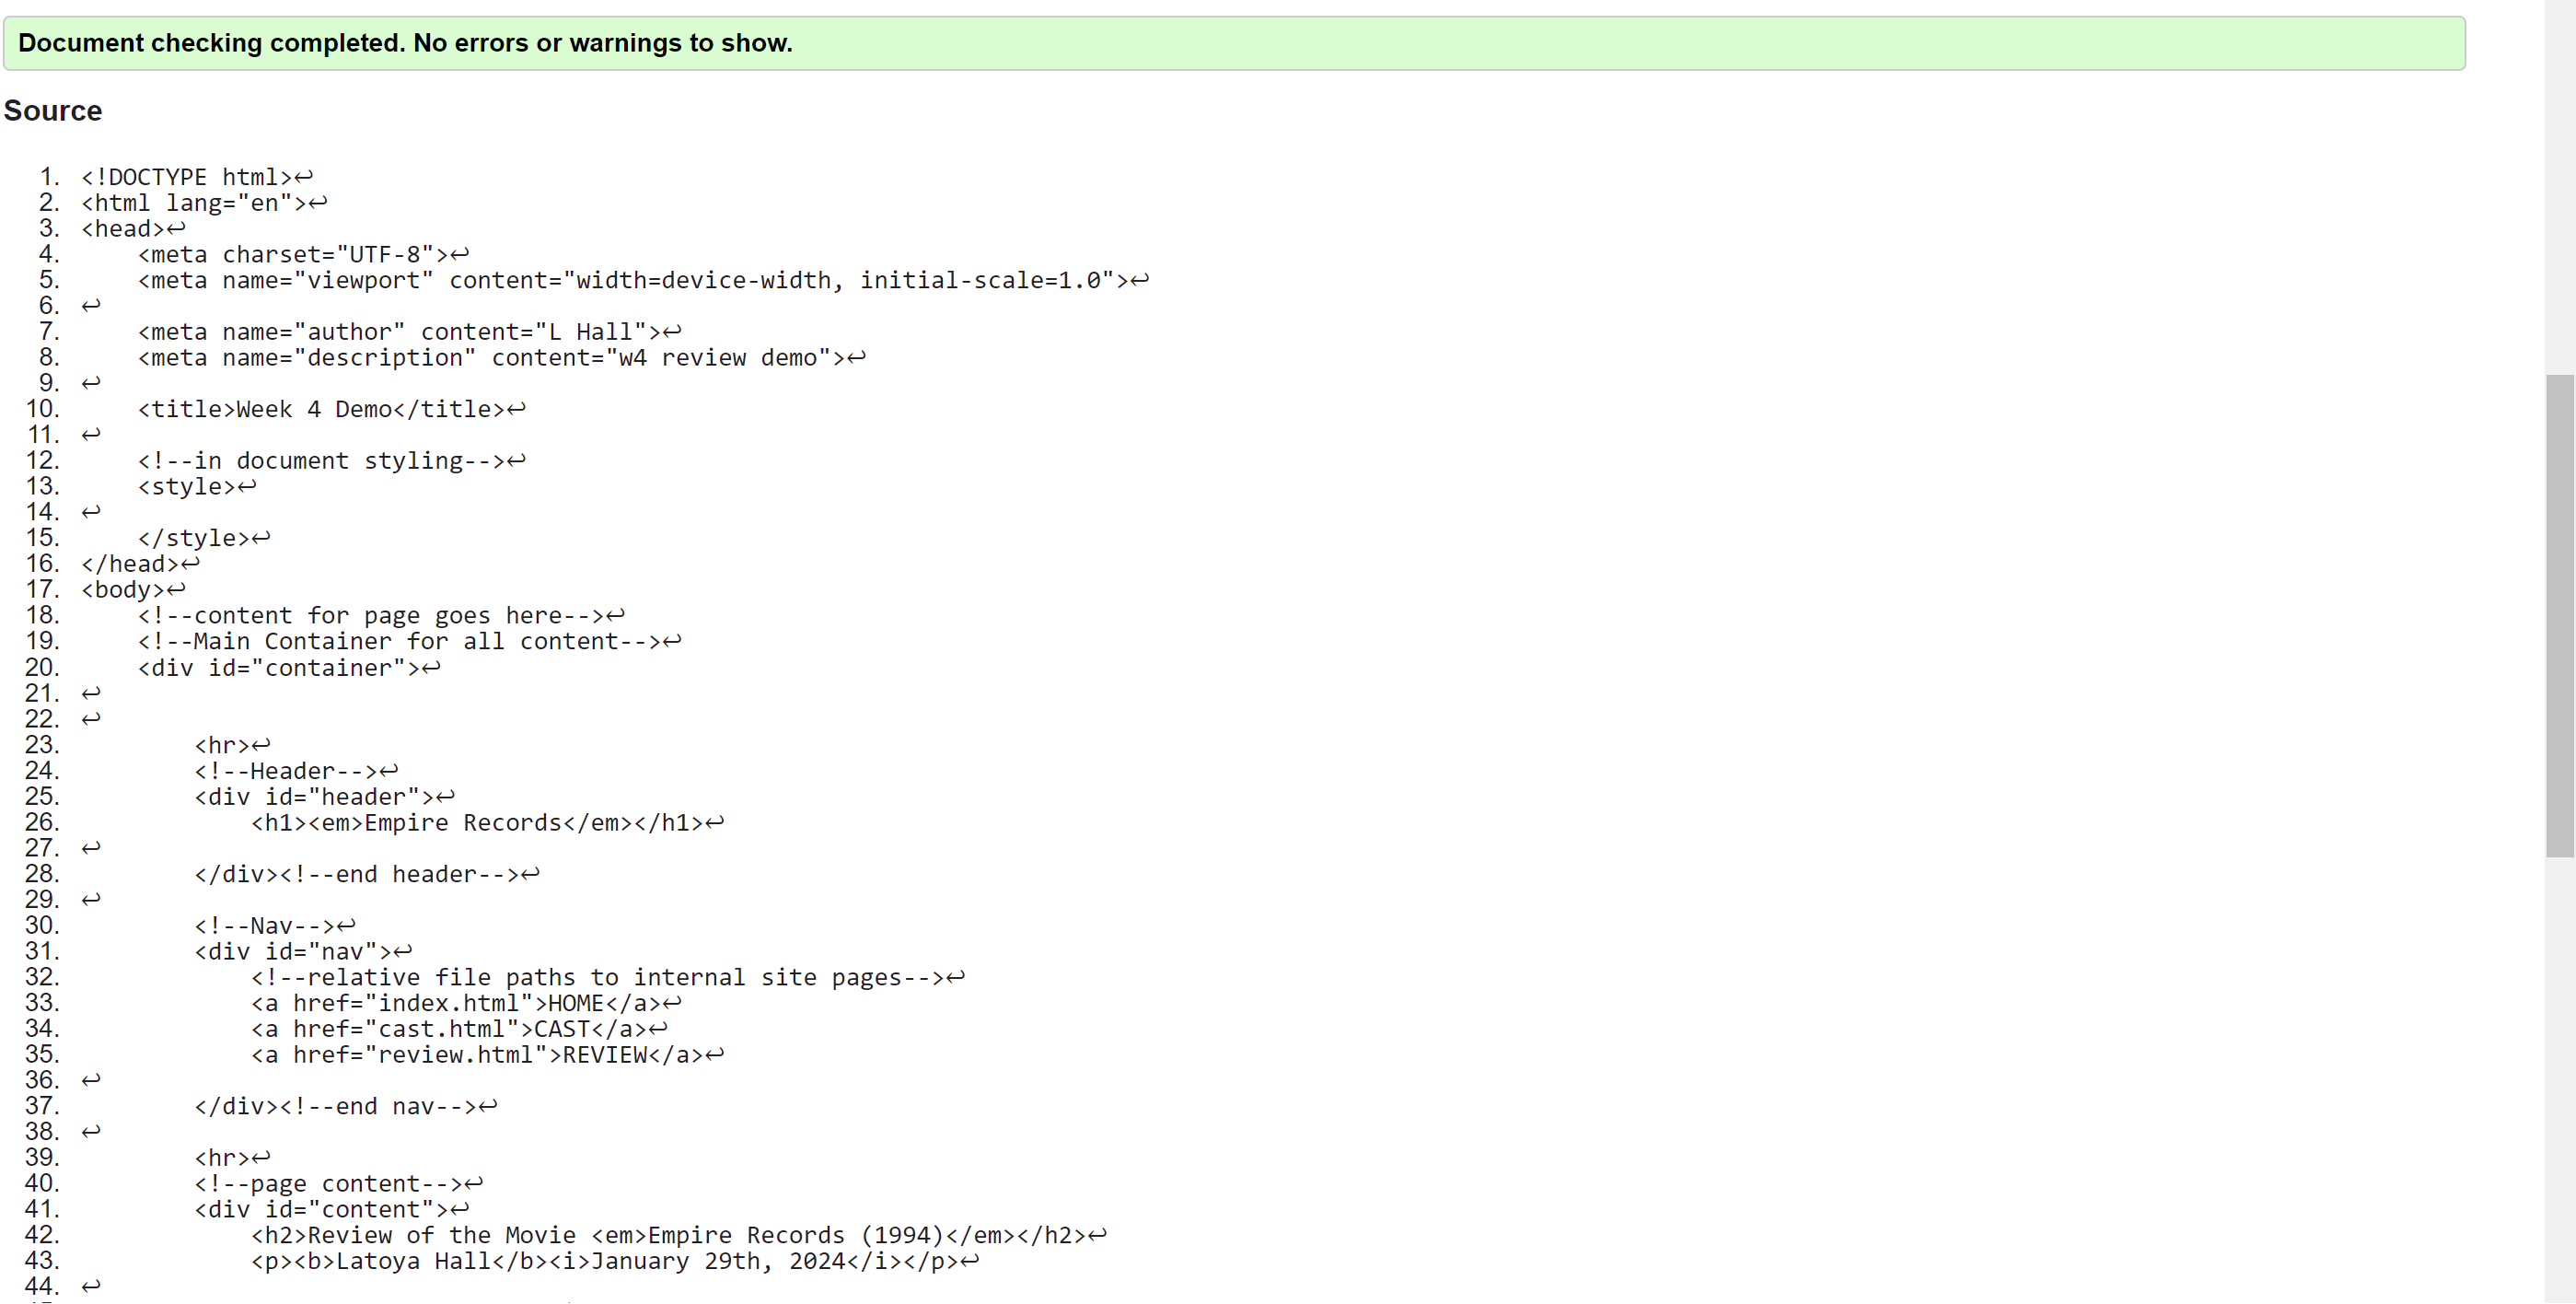 Document checking completed. No errors or warnings to show.
Source
1. <!DOCTYPE html>↩
2. <html lang="en">↩
3. <head>↩
4.     <meta charset="UTF-8">↩
5.     <meta name="viewport" content="width=device-width, initial-scale=1.0">↩
6. ↩
7.     <meta name="author" content="L Hall">↩
8.     <meta name="description" content="w4 review demo">↩
9. ↩
10.     <title>Week 4 Demo</title>↩
11. ↩
12.     <!--in document styling-->↩
13.     <style>↩
14. ↩
15.     </style>↩
16. </head>↩
17. <body>↩
18.     <!--content for page goes here-->↩
19.     <!--Main Container for all content-->↩
20.     <div id="container">↩
21. ↩
22. ↩
23.         <hr>↩
24.         <!--Header-->↩
25.         <div id="header">↩
26.             <h1><em>Empire Records</em></h1>↩
27. ↩
28.         </div><!--end header-->↩
29. ↩
30.         <!--Nav-->↩
31.         <div id="nav">↩
32.             <!--relative file paths to internal site pages-->↩
33.             <a href="index.html">HOME</a>↩
34.             <a href="cast.html">CAST</a>↩
35.             <a href="review.html">REVIEW</a>↩
36. ↩
37.         </div><!--end nav-->↩
38. ↩
39.         <hr>↩
40.         <!--page content-->↩
41.         <div id="content">↩
42.             <h2>Review of the Movie <em>Empire Records (1994)</em></h2>↩
43.             <p><b>Latoya Hall</b><i>January 29th, 2024</i></p>↩
44. ↩